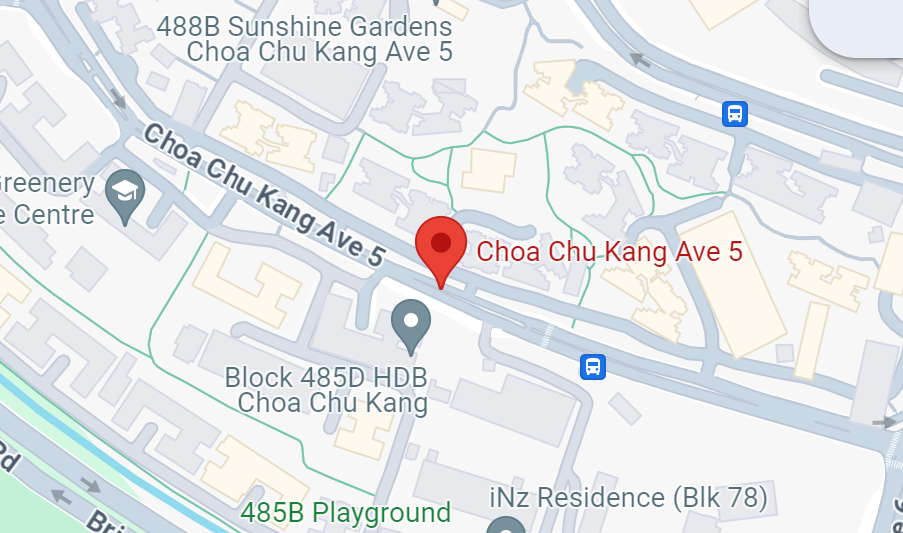 488B Sunshine Gardens
Choa Chu Kang Ave 5
Choa Chu Kang Ave 5
Greenery
e Centre
Choa Chu Kang Ave 5
Block 485D HDB
Choa Chu Kang
iNz Residence (Blk 78)
485B Playground
Rd
Bri